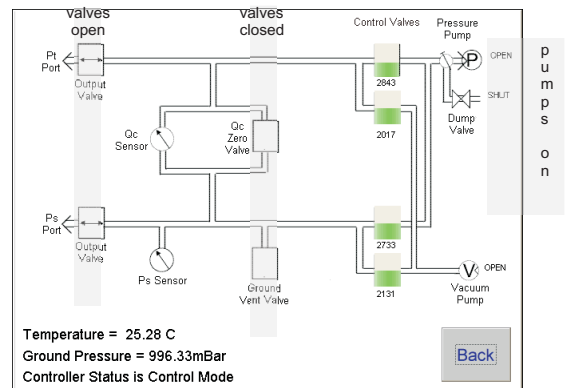 valves
open
valves
closed
Control Valves
Pressure
Pump
pumps on
Pt
Port
Output
Valve
P
OPEN
2843
SHUT
Dump
Valve
2017
Qc
Sensor
Qc
Zero
Valve
Ps
Port
Output
Valve
2733
Ps Sensor
Ground
Vent Valve
2131
V
OPEN
Vacuum
Pump
Temperature = 25.28 C
Ground Pressure = 996.33mBar
Controller Status is Control Mode
Back